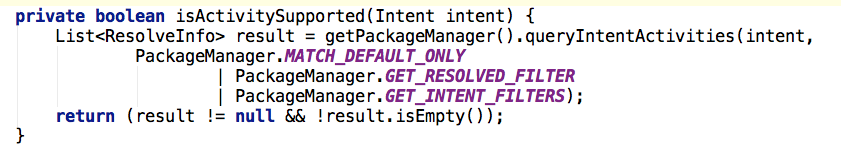 private boolean isActivitySupported(Intent intent) {
    List<ResolveInfo> result = getPackageManager().queryIntentActivities(intent,
            PackageManager.MATCH_DEFAULT_ONLY
                    | PackageManager.GET_RESOLVED_FILTER
                    | PackageManager.GET_INTENT_FILTERS);
    return (result != null && !result.isEmpty());
}